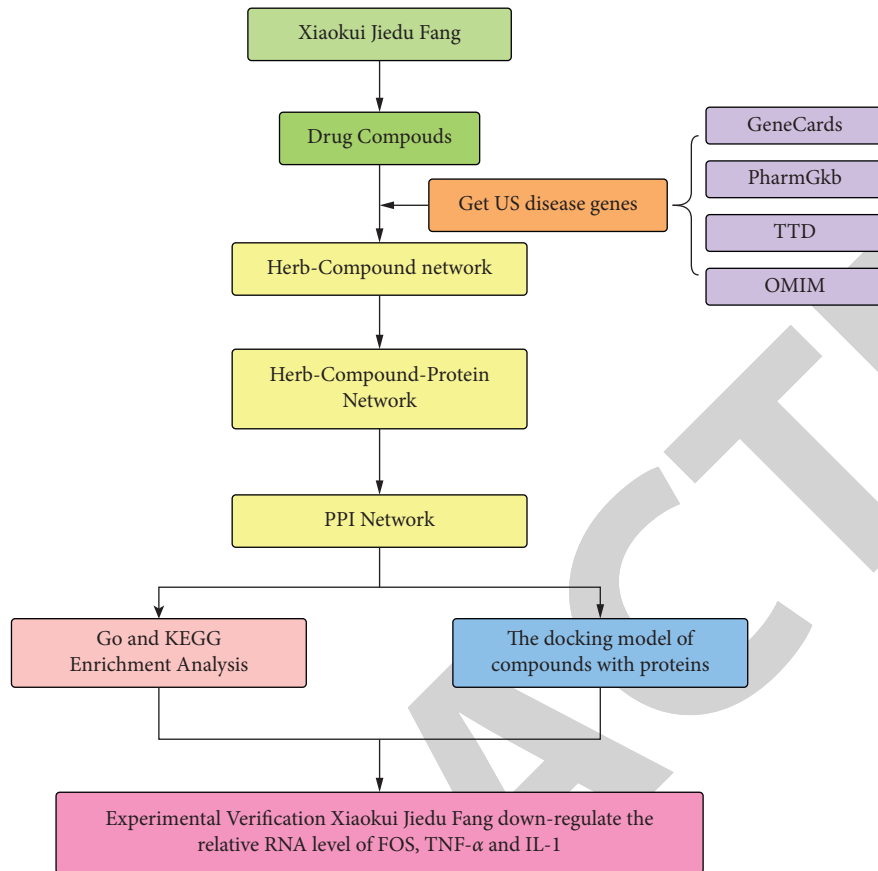 Xiaokui Jiedu Fang
Drug Compouds
GeneCards
PharmGkb
Get US disease genes
TTD
OMIM
Herb-Compound network
Herb-Compound-Protein
Network
PPI Network
Go and KEGG
Enrichment Analysis
The docking model of
compounds with proteins
Experimental Verification Xiaokui Jiedu Fang down-regulate the
relative RNA level of FOS, TNF-α and IL-1